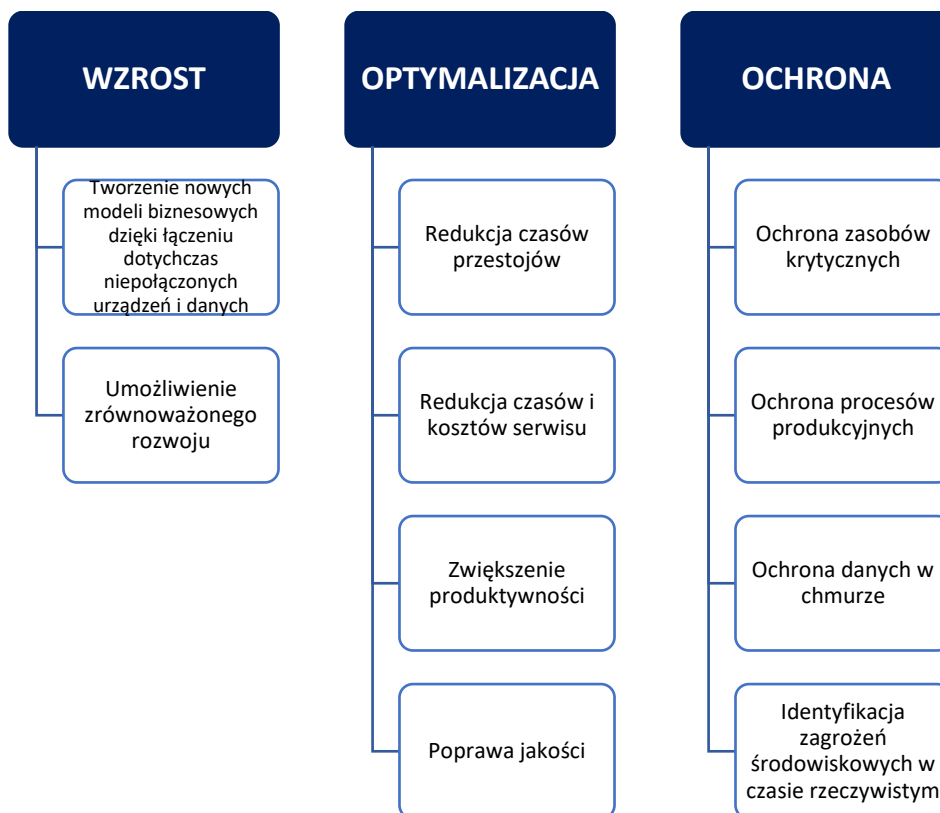 WZROST
Tworzenie nowych
modeli biznesowych
dzięki łączeniu
dotychczas
niepołączonych
urządzeń i danych
Umożliwienie
zrównoważonego
rozwoju
OPTYMALIZACJA
Redukcja czasów
przestojów
Redukcja czasów i
kosztów serwisu
Zwiększenie
produktywności
Poprawa jakości
OCHRONA
Ochrona zasobów
krytycznych
Ochrona procesów
produkcyjnych
Ochrona danych w
chmurze
Identyfikacja
zagrożeń
środowiskowych w
czasie rzeczywistym